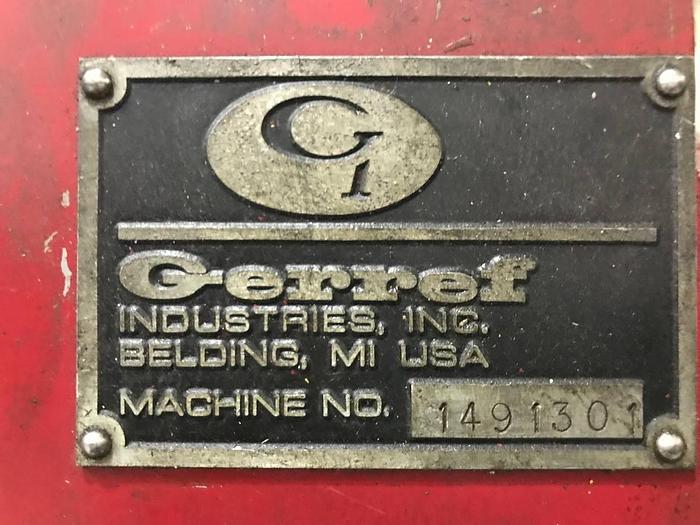 Gi
Gerref
INDUSTRIES, INC.
BELDING, MI USA
MACHINE NO. 1491301